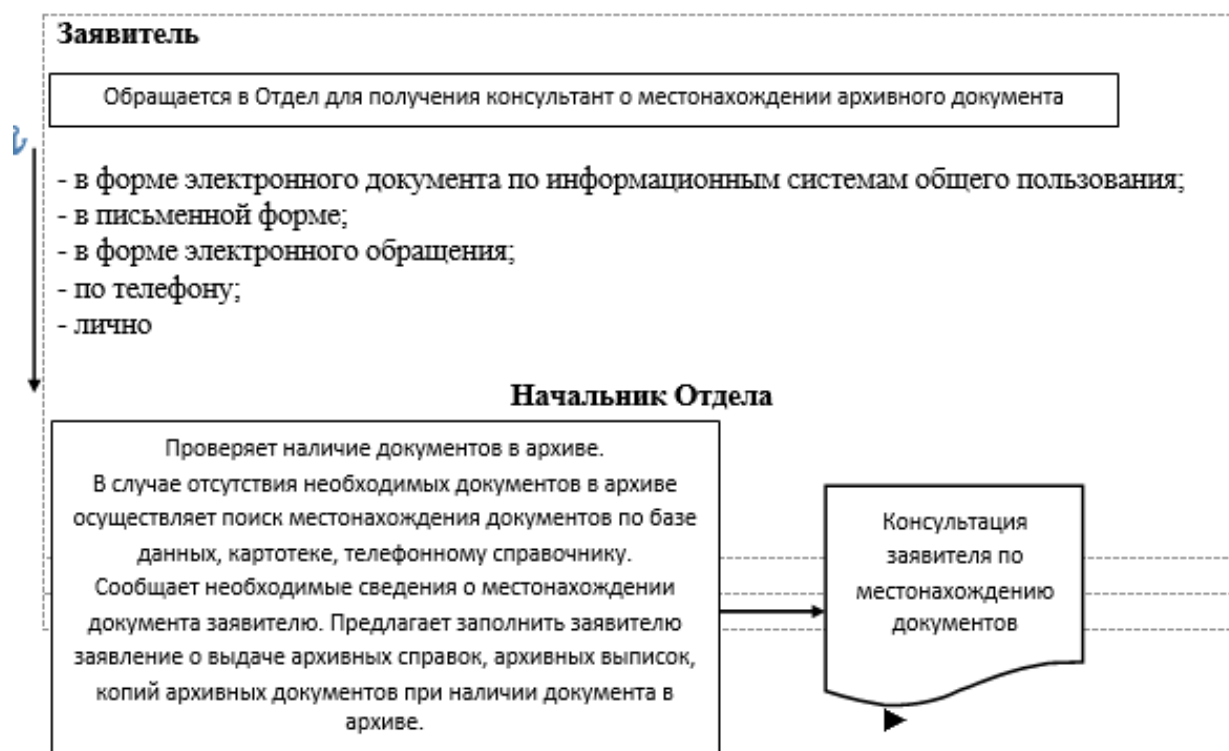 Заявитель
Обращается в Отдел для получения консультант о местонахождении архивного документа
- в форме электронного документа по информационным системам общего пользования;
- в письменной форме;
- в форме электронного обращения;
- по телефону;
- лично
Начальник Отдела
Проверяет наличие документов в архиве.
В случае отсутствия необходимых документов в архиве
осуществляет поиск местонахождения документов по базе
данных, картотеке, телефонному справочнику.
Сообщает необходимые сведения о местонахождении
документа заявителю. Предлагает заполнить заявителю
заявление о выдаче архивных справок, архивных выписок,
копий архивных документов при наличии документа в
архиве.
Консультация
заявителя по
местонахождению
документов